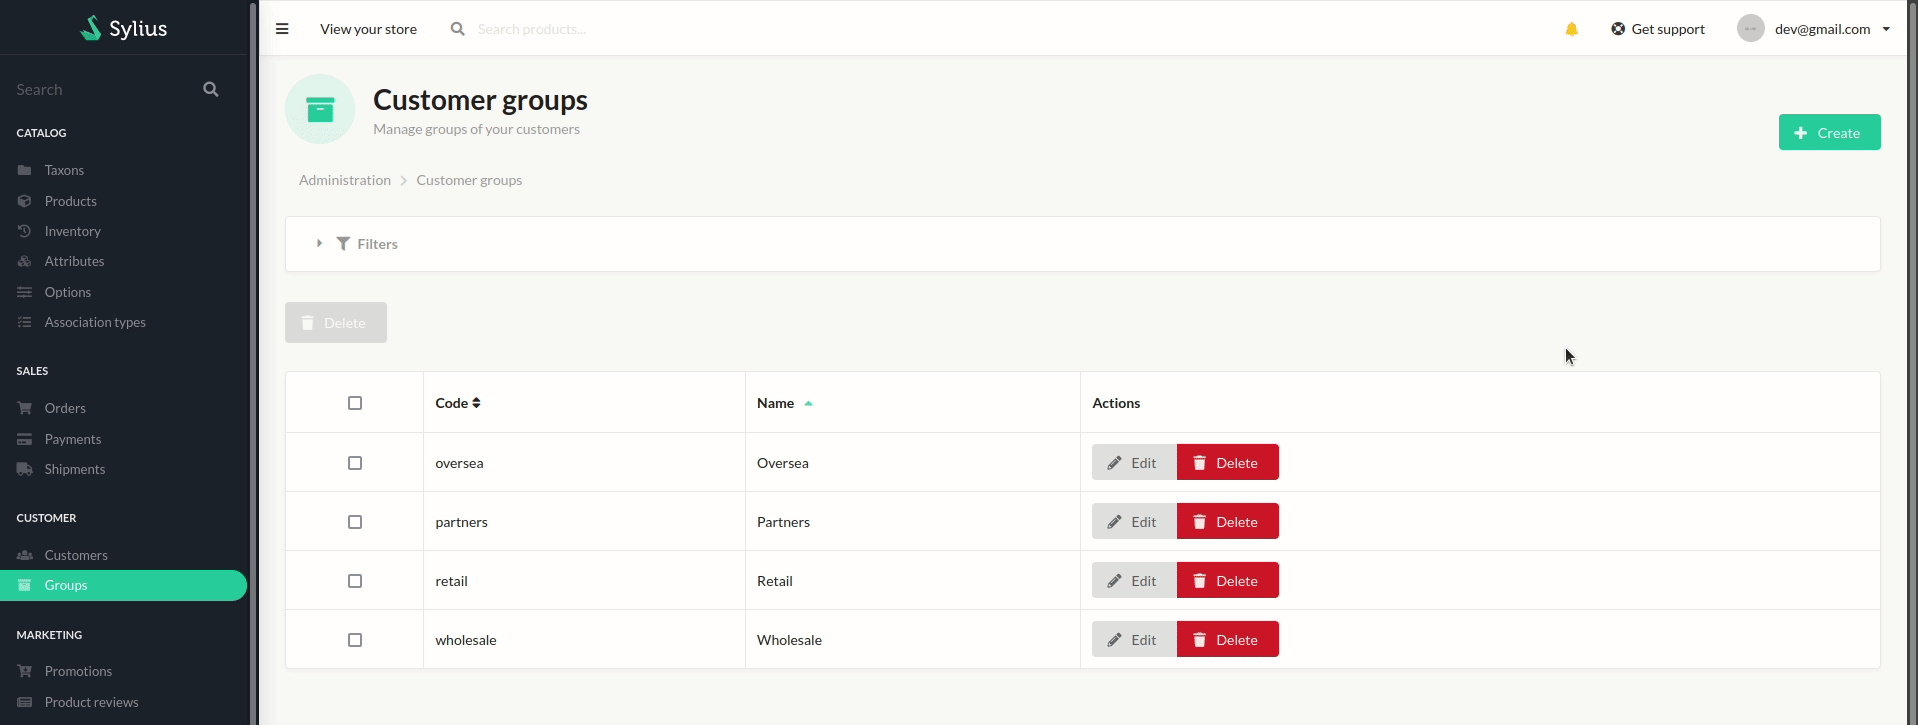 Sylius
View your store
Search products...
Get support
dev@gmail.com
Search
CATALOG
Taxons
Products
Inventory
Attributes
Options
Association types
SALES
Orders
Payments
Shipments
CUSTOMER
Customers
Groups
MARKETING
Promotions
Product reviews
Customer groups
Manage groups of your customers
Create
Administration
Customer groups
Filters
Delete
Code Name Actions
oversea Oversea Edit Delete
partners Partners Edit Delete
retail Retail Edit Delete
wholesale Wholesale Edit Delete